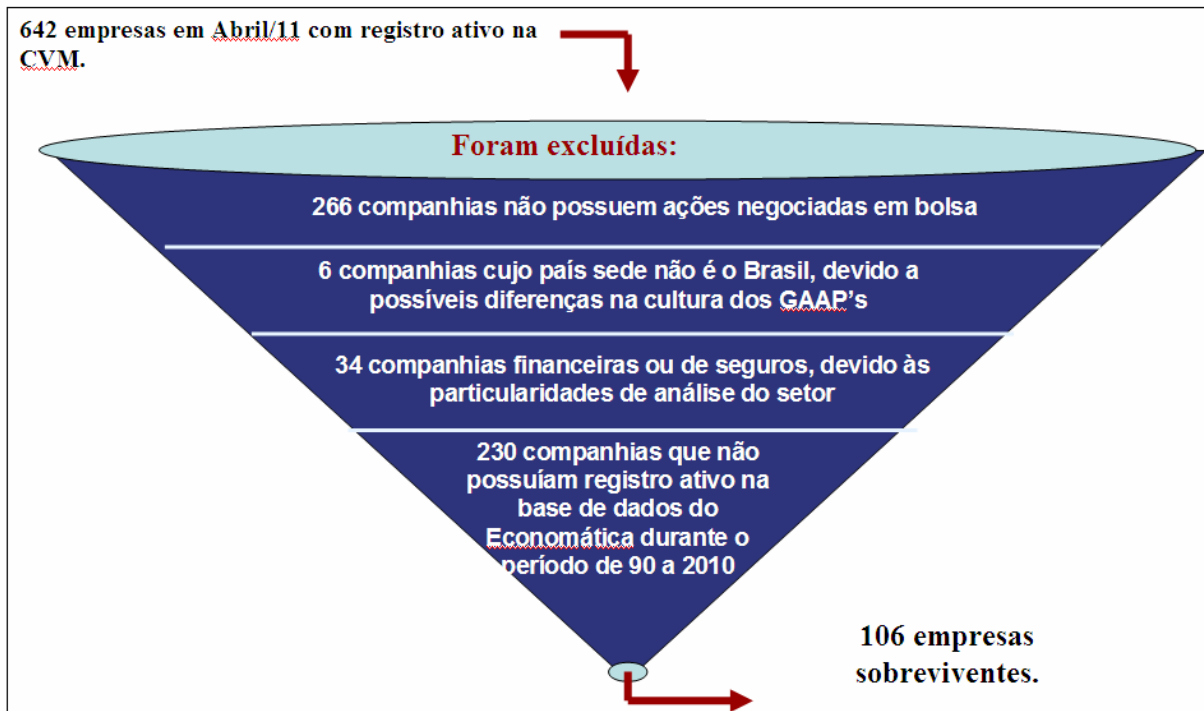 642 empresas em Abril/11 com registro ativo na
CVM.
Foram excluídas:
266 companhias não possuem ações negociadas em bolsa
6 companhias cujo país sede não é o Brasil, devido a
possíveis diferenças na cultura dos GAAP's
34 companhias financeiras ou de seguros, devido às
particularidades de análise do setor
230 companhias que não
possuíam registro ativo na
base de dados do
Economática durante o
período de 90 a 2010
106 empresas
sobreviventes.